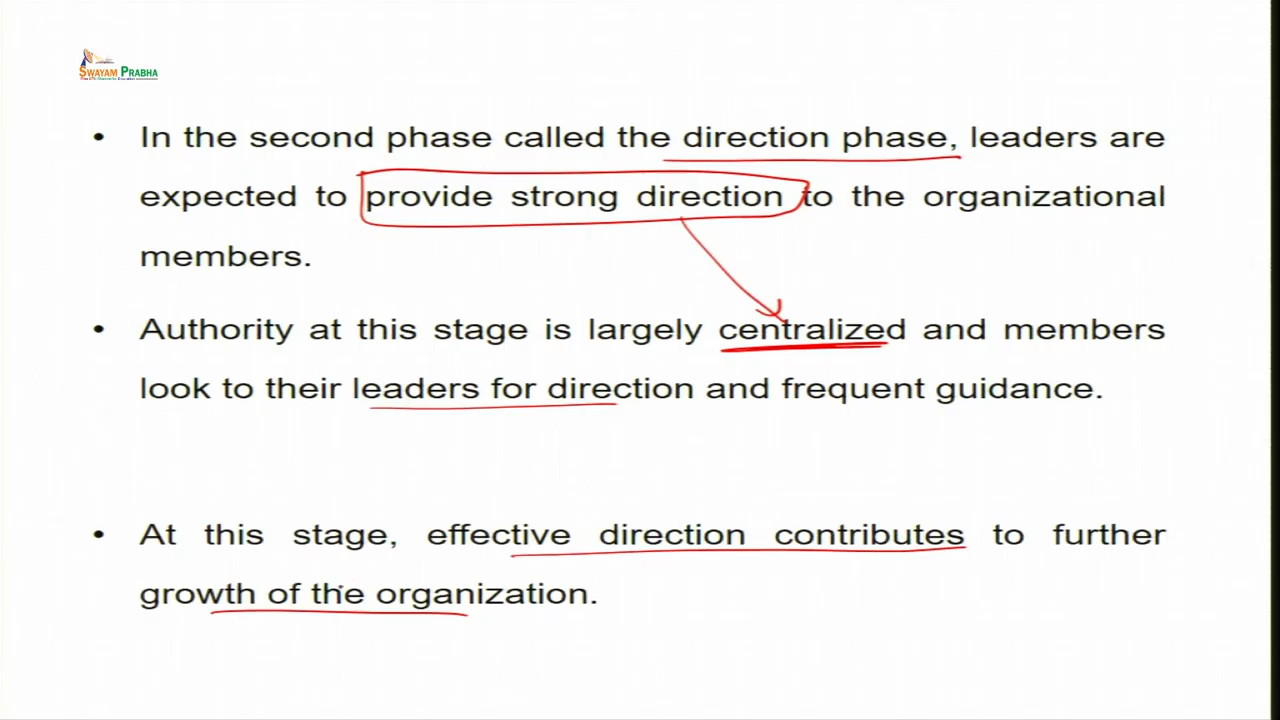 SWAYAM PRABHA
• In the second phase called the direction phase, leaders are
expected to provide strong direction to the organizational
members.
• Authority at this stage is largely centralized and members
look to their leaders for direction and frequent guidance.
• At this stage, effective direction contributes to further
growth of the organization.